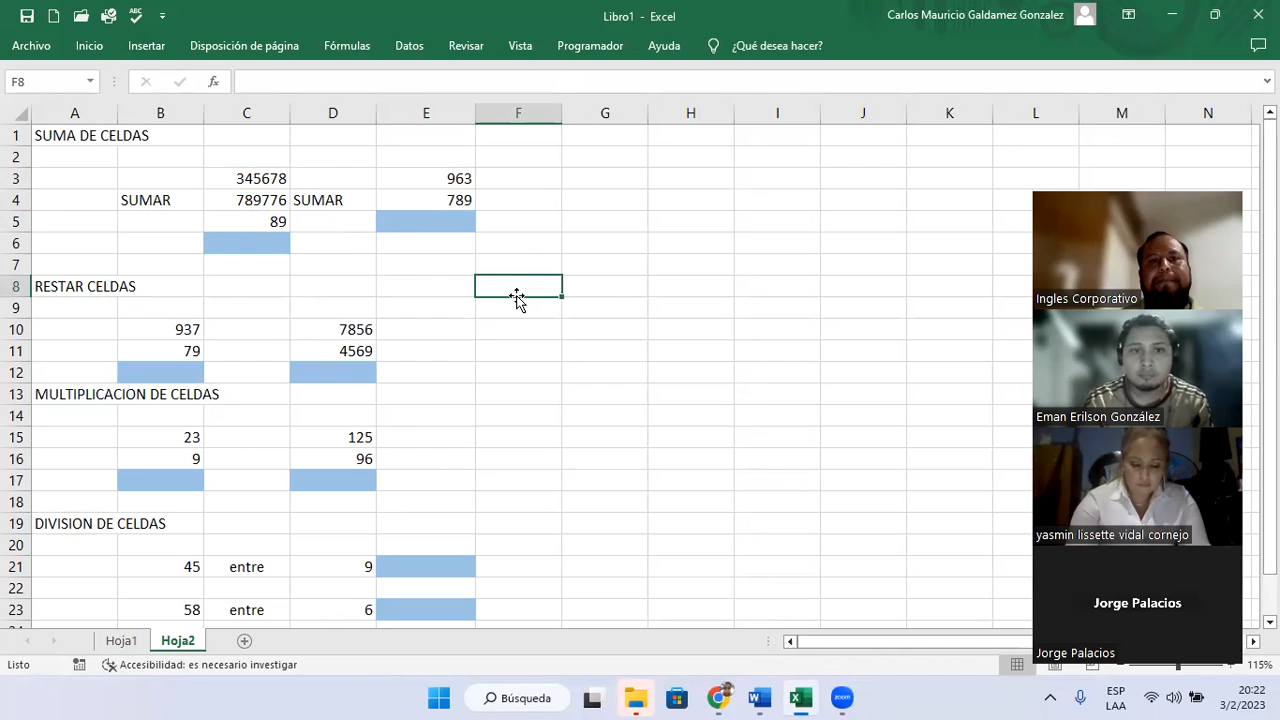 Libro1 - Excel
Carlos Mauricio Galdamez Gonzalez
Archivo Inicio Insertar Disposición de página Fórmulas Datos Revisar Vista Programador Ayuda ¿Qué desea hacer?
F8 fx
A B C D E F G H I J K L M N
1 SUMA DE CELDAS
2
3 345678 963
4 SUMAR 789776 SUMAR 789
5 89
6
7
8 RESTAR CELDAS
9
10 937 7856
11 79 4569
12
13 MULTIPLICACION DE CELDAS
14
15 23 125
16 9 96
17
18
19 DIVISION DE CELDAS
20
21 45 entre 9
22
23 58 entre 6
Ingles Corporativo
Eman Erilson González
yasmin lissette vidal cornejo
Jorge Palacios
Jorge Palacios
Hoja1 Hoja2
Listo Accesibilidad: es necesario investigar 115%
Búsqueda zoom ESP LAA 20:22 3/2/2023